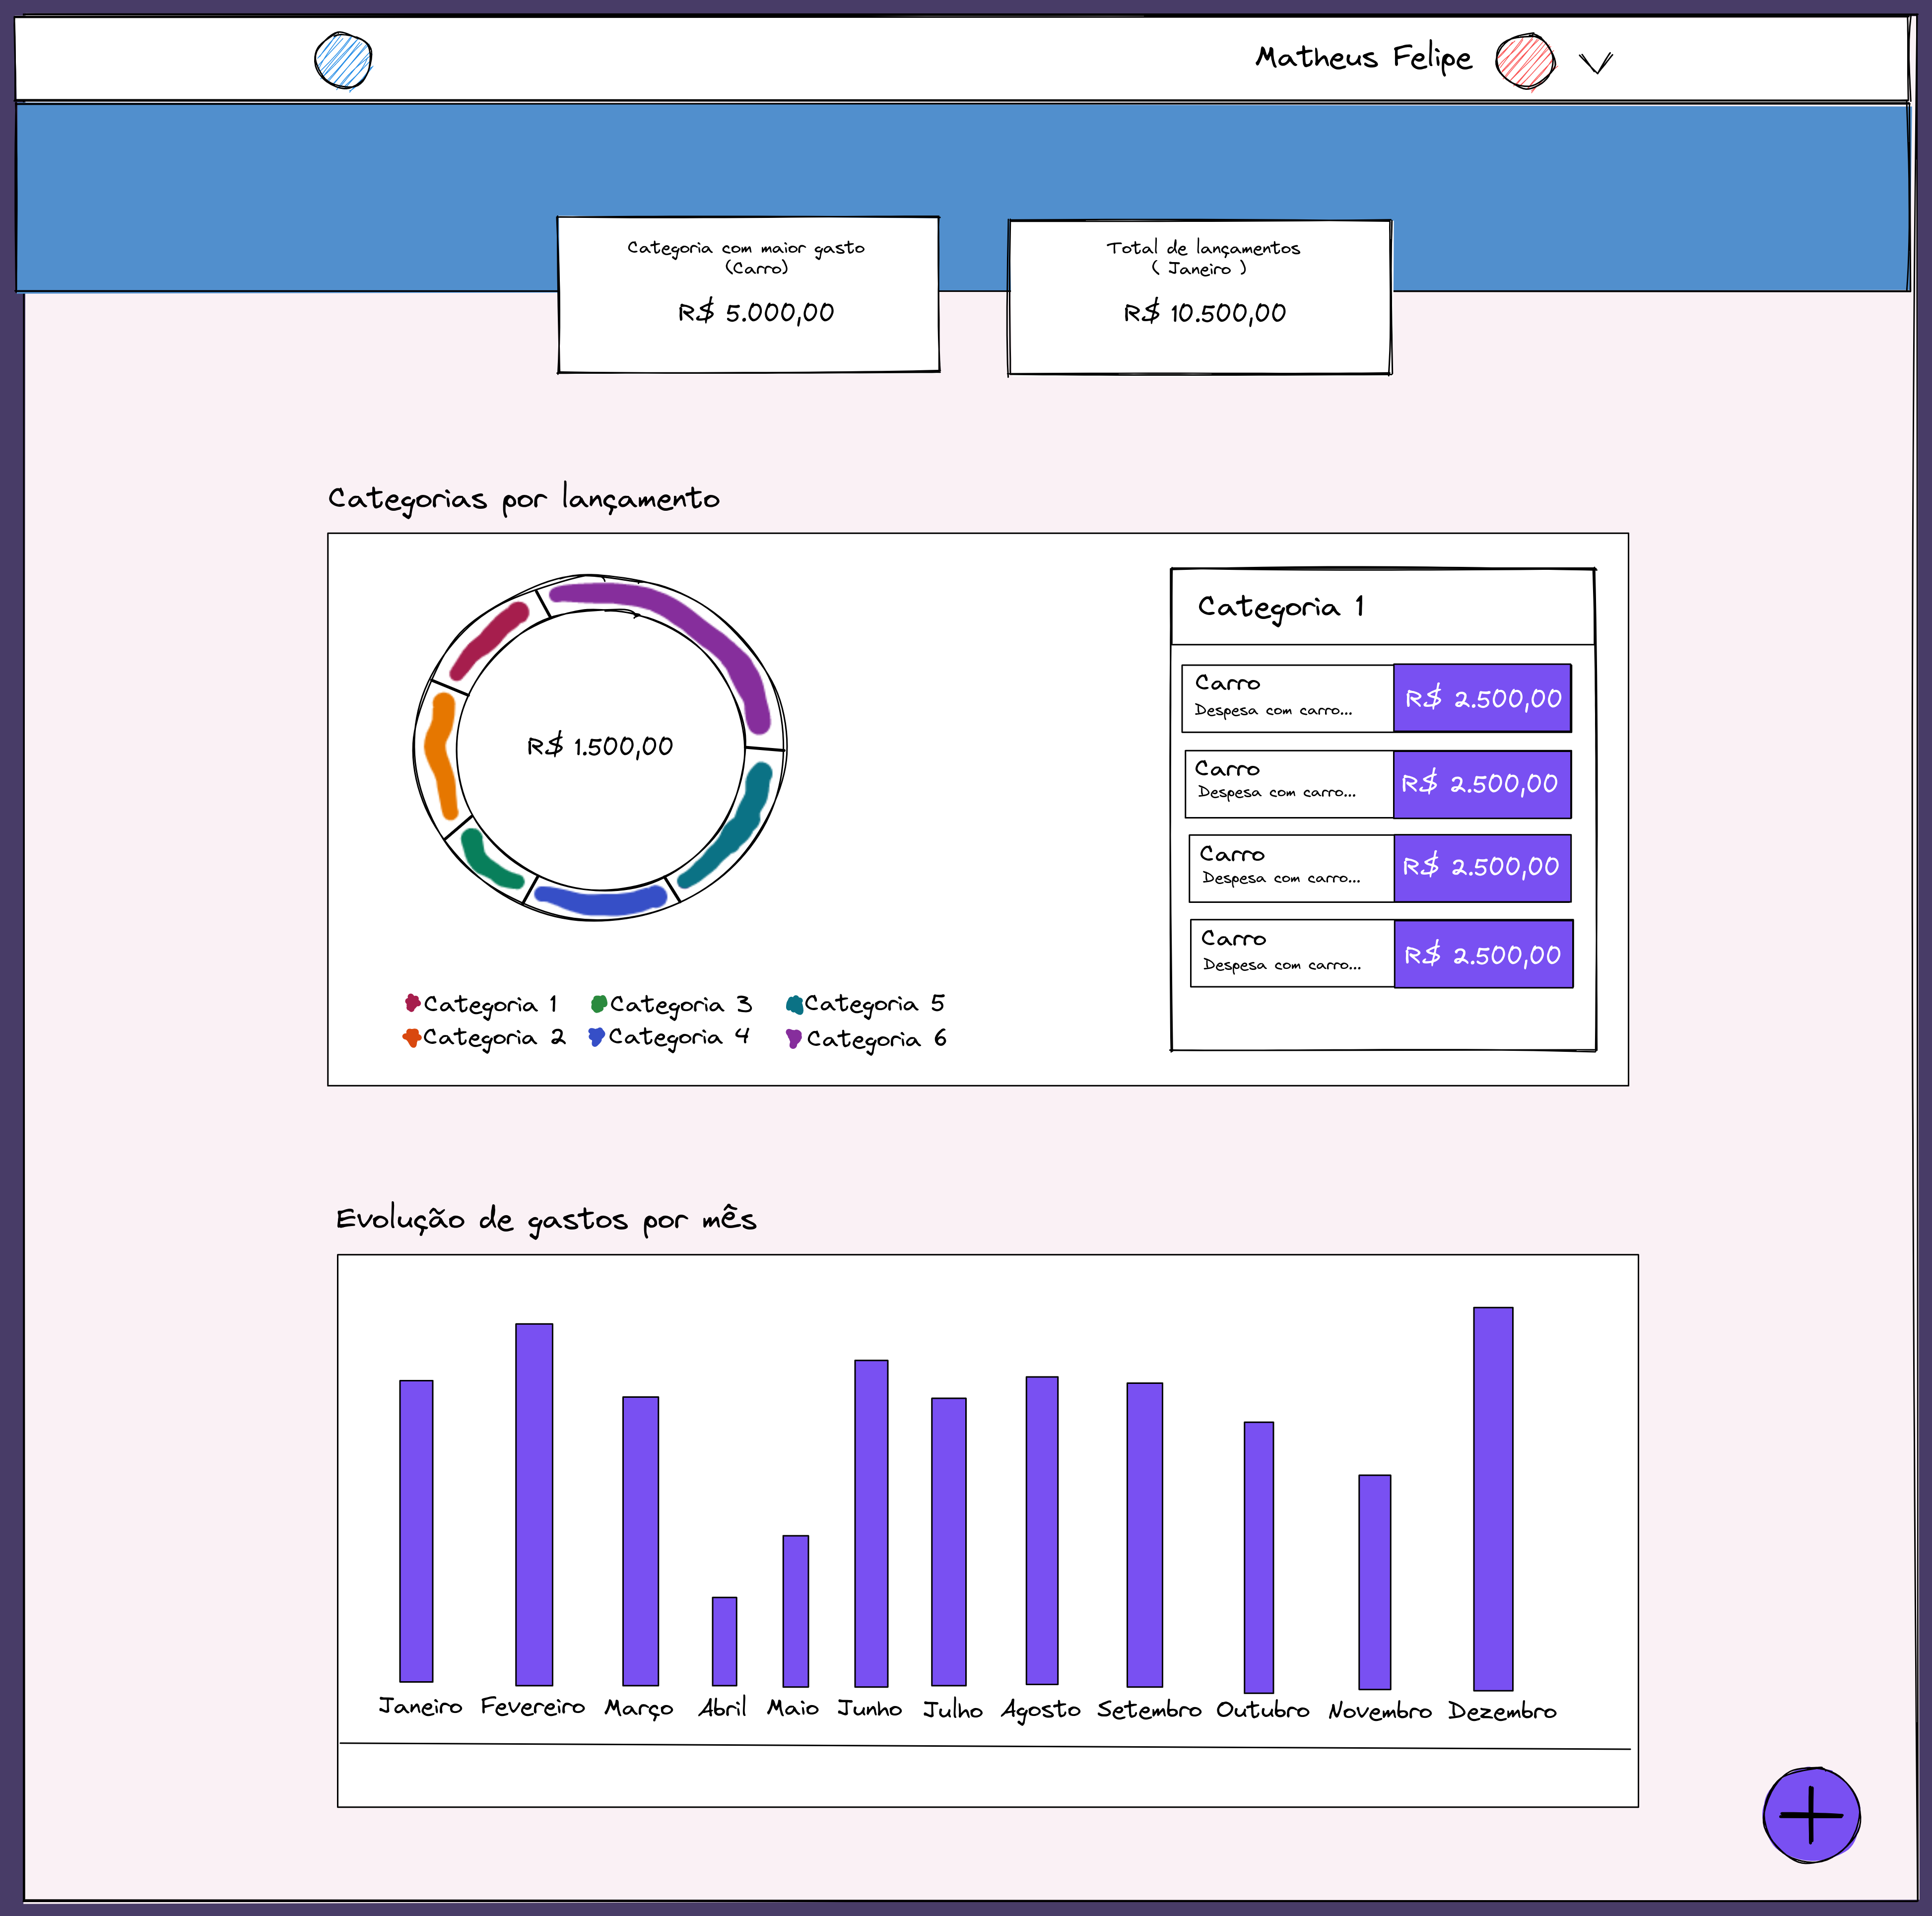 Matheus Felipe
Categoria com maior gasto
(Carro)
R$ 5.000,00
Total de lançamentos
( Janeiro )
R$ 10.500,00
Categorias por lançamento
R$ 1.500,00
Categoria 1
Categoria 3
Categoria 5
Categoria 2
Categoria 4
Categoria 6
Categoria 1
Carro
Despesa com carro...
R$ 2.500,00
Carro
Despesa com carro...
R$ 2.500,00
Carro
Despesa com carro...
R$ 2.500,00
Carro
Despesa com carro...
R$ 2.500,00
Evolução de gastos por mês
Janeiro Fevereiro Março Abril Maio Junho Julho Agosto Setembro Outubro Novembro Dezembro